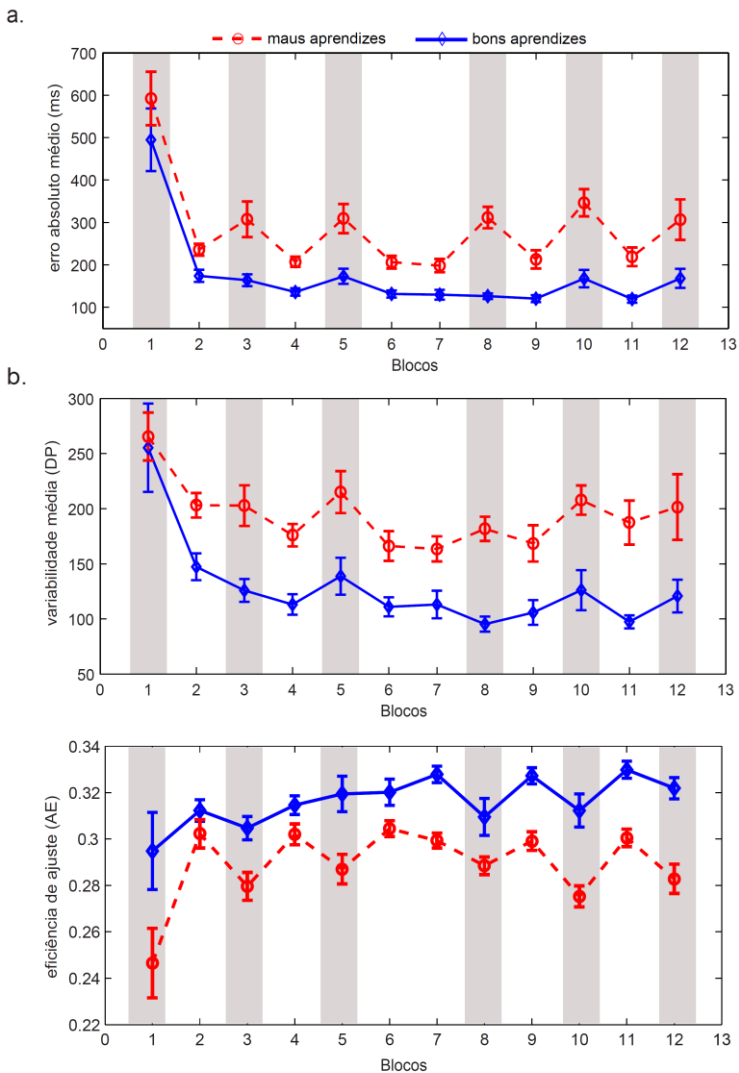 a.
maus aprendizes bons aprendizes
700
600
500
400
300
200
100
erro absoluto médio (ms)
0 1 2 3 4 5 6 7 8 9 10 11 12 13
Blocos
b.
300
250
200
150
100
50
variabilidade média (DP)
0 1 2 3 4 5 6 7 8 9 10 11 12 13
Blocos
0.34
0.32
0.3
0.28
0.26
0.24
0.22
eficiência de ajuste (AE)
0 1 2 3 4 5 6 7 8 9 10 11 12 13
Blocos